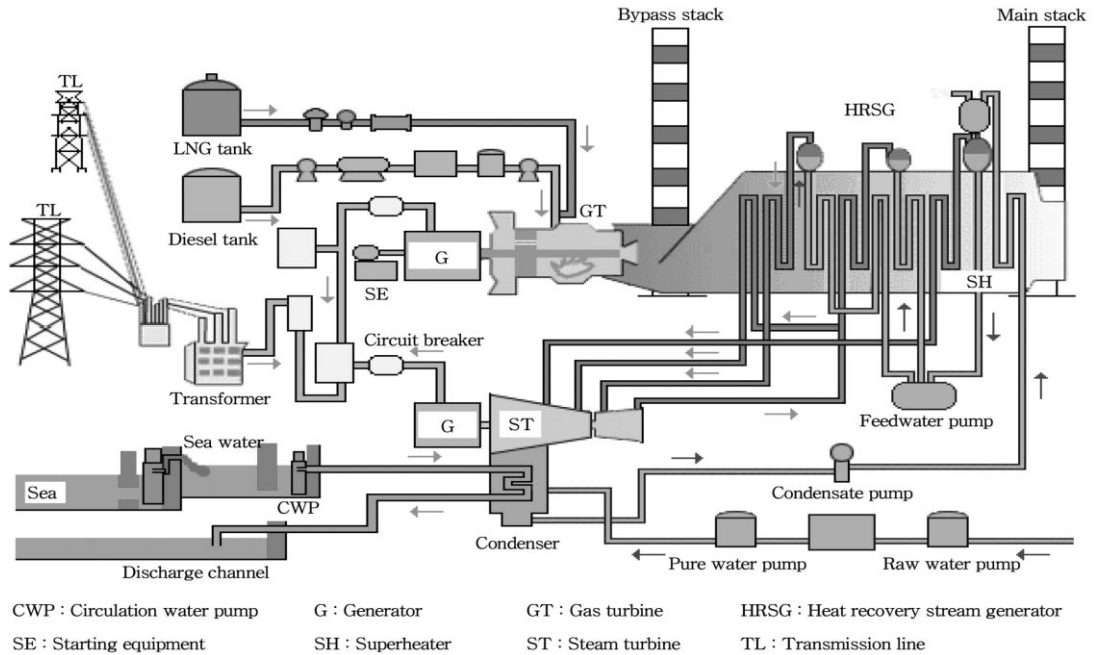 Bypass stack
Main stack
TL
HRSG
LNG tank
TL
GT
Diesel tank
G
SE
SH
Circuit breaker
Transformer
G
ST
Feedwater pump
Sea water
Sea
CWP
Condensate pump
Condenser
Discharge channel
Pure water pump
Raw water pump
CWP : Circulation water pump
G : Generator
GT : Gas turbine
HRSG : Heat recovery stream generator
SE : Starting equipment
SH : Superheater
ST : Steam turbine
TL : Transmission line